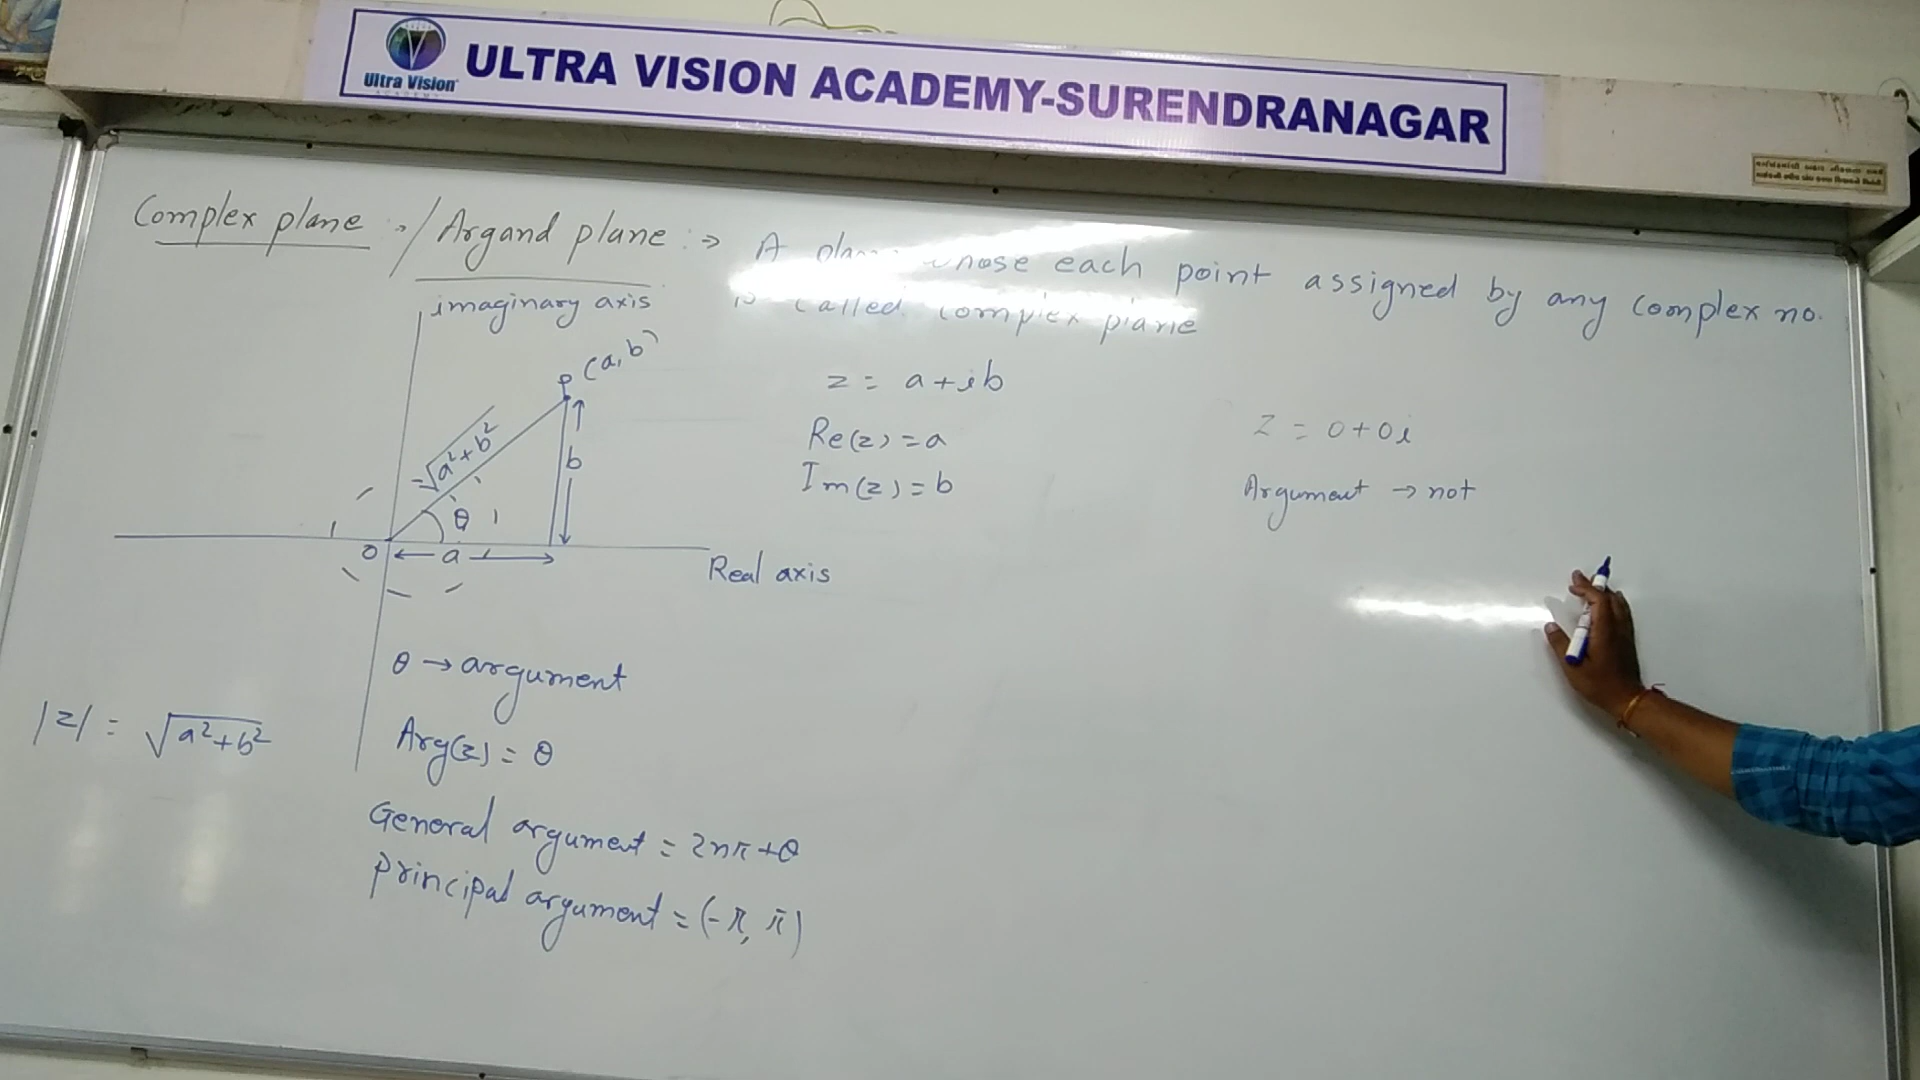 Ultra Vision
ACADEMY
ULTRA VISION ACADEMY-SURENDRANAGAR
Complex plane :- / Argand plane :→ A whose each point assigned by any complex no.
is called complex plane
imaginary axis
P (a, b)
√a²+b²
b
θ
O
a
Real axis
z = a+ib
Re(z) = a
Im(z) = b
z = 0+0i
Argument → not
θ → argument
|z| = √a²+b²
Arg(z) = θ
General argument = 2nπ+θ
principal argument = (-π, π)